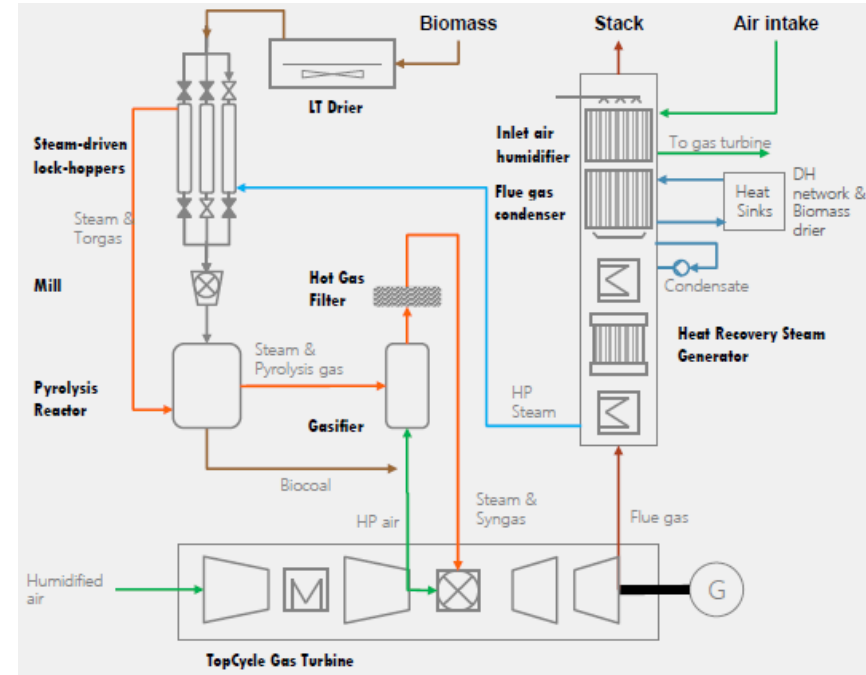 Biomass
Stack
Air intake
LT Drier
Steam-driven
lock-hoppers
Inlet air
humidifier
To gas turbine
Flue gas
condenser
Heat
Sinks
DH
network &
Biomass
drier
Steam &
Torgas
Condensate
Mill
Hot Gas
Filter
Heat Recovery Steam
Generator
Steam &
Pyrolysis gas
Pyrolysis
Reactor
Gasifier
HP
Steam
Biocoal
HP air
Steam &
Syngas
Flue gas
Humidified
air
M
G
TopCycle Gas Turbine